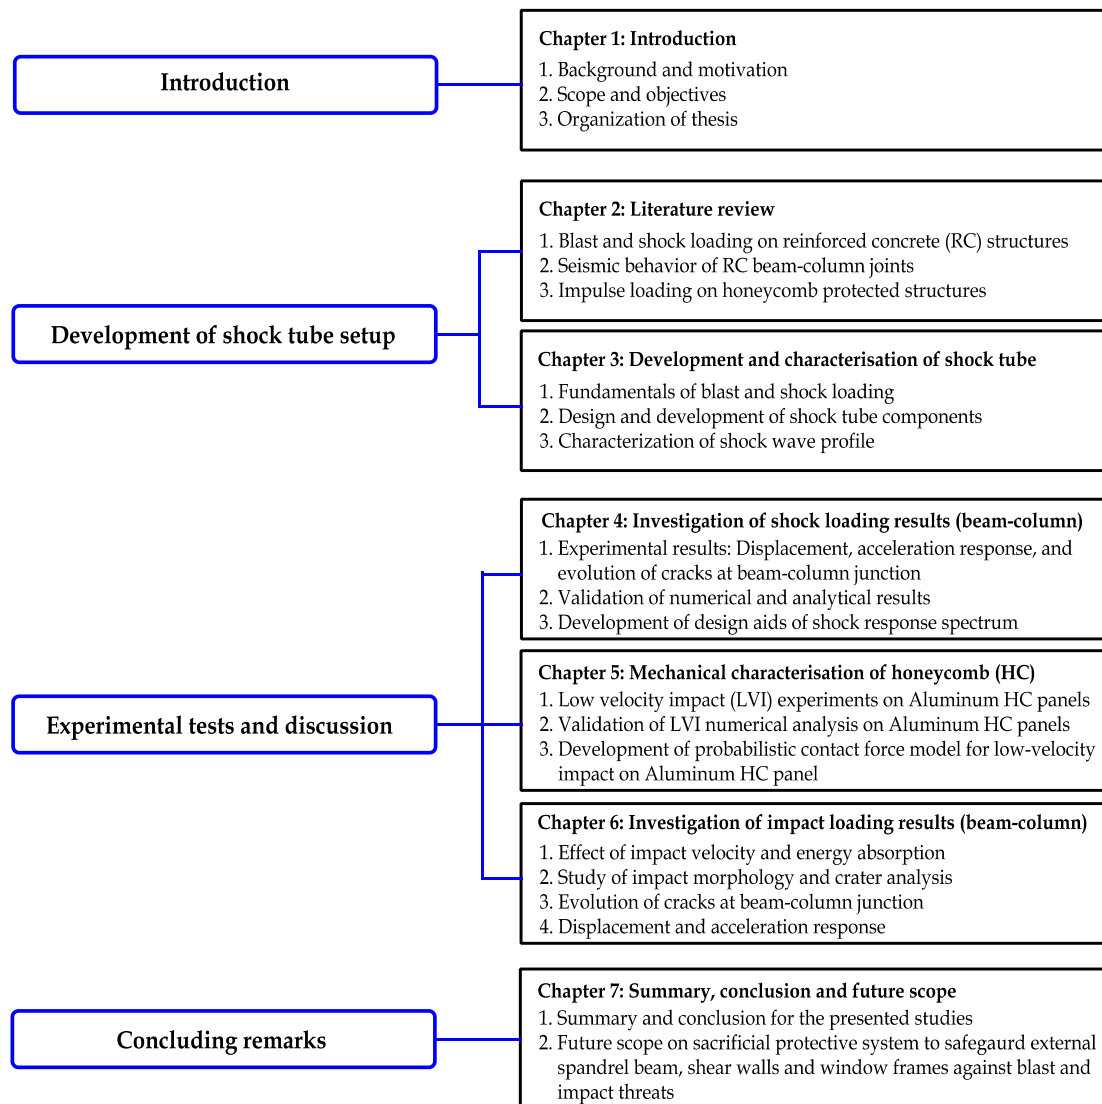 Introduction
Chapter 1: Introduction
1. Background and motivation
2. Scope and objectives
3. Organization of thesis
Development of shock tube setup
Chapter 2: Literature review
1. Blast and shock loading on reinforced concrete (RC) structures
2. Seismic behavior of RC beam-column joints
3. Impulse loading on honeycomb protected structures
Chapter 3: Development and characterisation of shock tube
1. Fundamentals of blast and shock loading
2. Design and development of shock tube components
3. Characterization of shock wave profile
Experimental tests and discussion
Chapter 4: Investigation of shock loading results (beam-column)
1. Experimental results: Displacement, acceleration response, and
evolution of cracks at beam-column junction
2. Validation of numerical and analytical results
3. Development of design aids of shock response spectrum
Chapter 5: Mechanical characterisation of honeycomb (HC)
1. Low velocity impact (LVI) experiments on Aluminum HC panels
2. Validation of LVI numerical analysis on Aluminum HC panels
3. Development of probabilistic contact force model for low-velocity
impact on Aluminum HC panel
Chapter 6: Investigation of impact loading results (beam-column)
1. Effect of impact velocity and energy absorption
2. Study of impact morphology and crater analysis
3. Evolution of cracks at beam-column junction
4. Displacement and acceleration response
Concluding remarks
Chapter 7: Summary, conclusion and future scope
1. Summary and conclusion for the presented studies
2. Future scope on sacrificial protective system to safegaurd external
spandrel beam, shear walls and window frames against blast and
impact threats